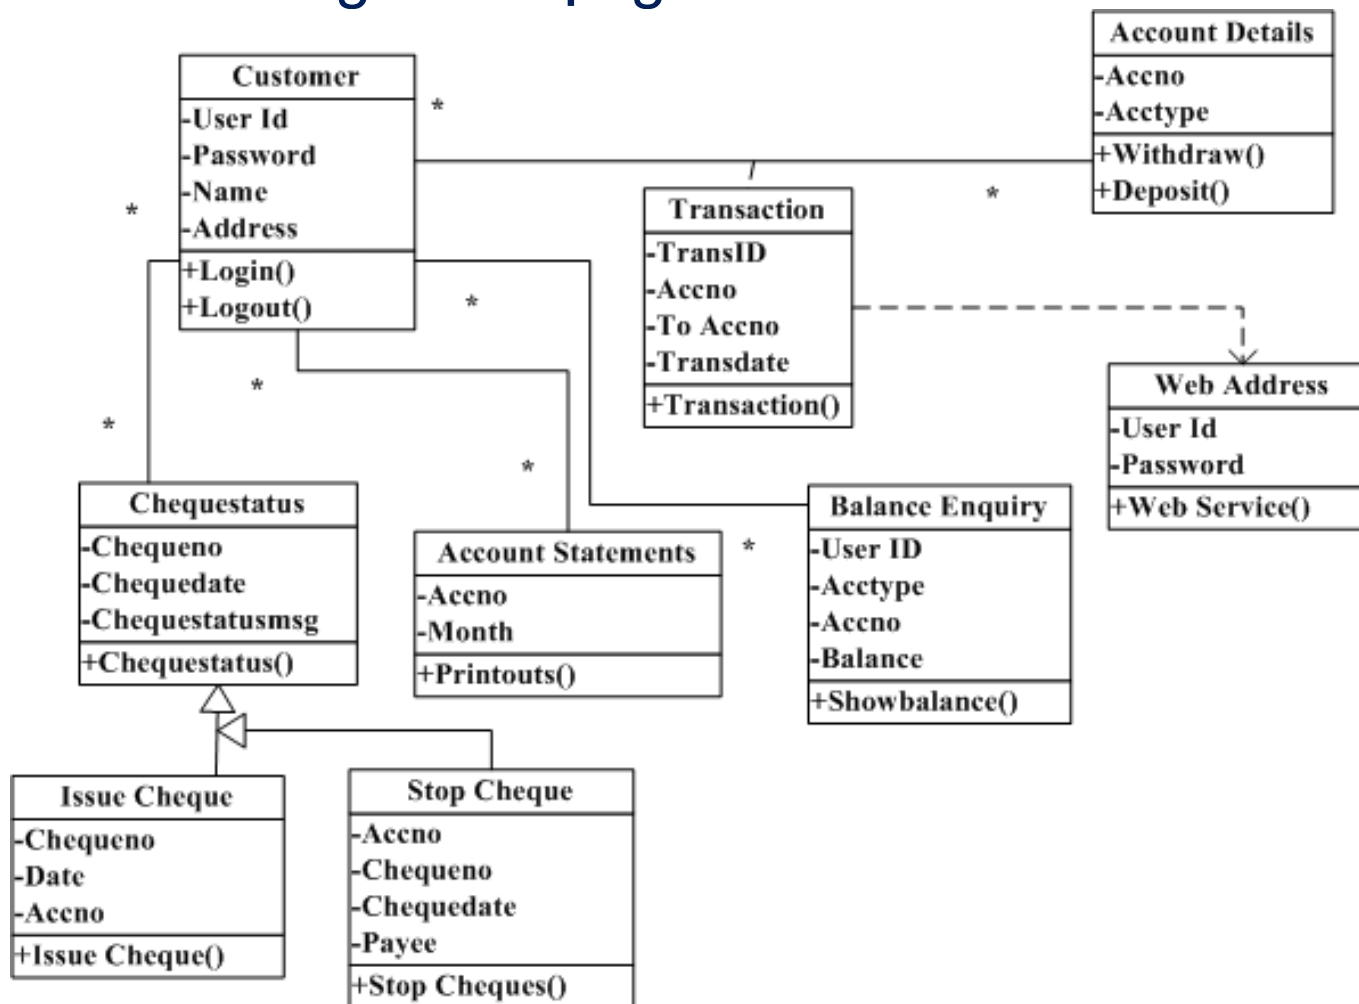 Customer
-User Id
-Password
-Name
-Address
+Login()
+Logout()
*
*
*
*
*
*
*
*
Account Details
-Accno
-Acctype
+Withdraw()
+Deposit()
Transaction
-TransID
-Accno
-To Accno
-Transdate
+Transaction()
Web Address
-User Id
-Password
+Web Service()
Chequestatus
-Chequeno
-Chequedate
-Chequestatusmsg
+Chequestatus()
Account Statements
-Accno
-Month
+Printouts()
Balance Enquiry
-User ID
-Acctype
-Accno
-Balance
+Showbalance()
Issue Cheque
-Chequeno
-Date
-Accno
+Issue Cheque()
Stop Cheque
-Accno
-Chequeno
-Chequedate
-Payee
+Stop Cheques()